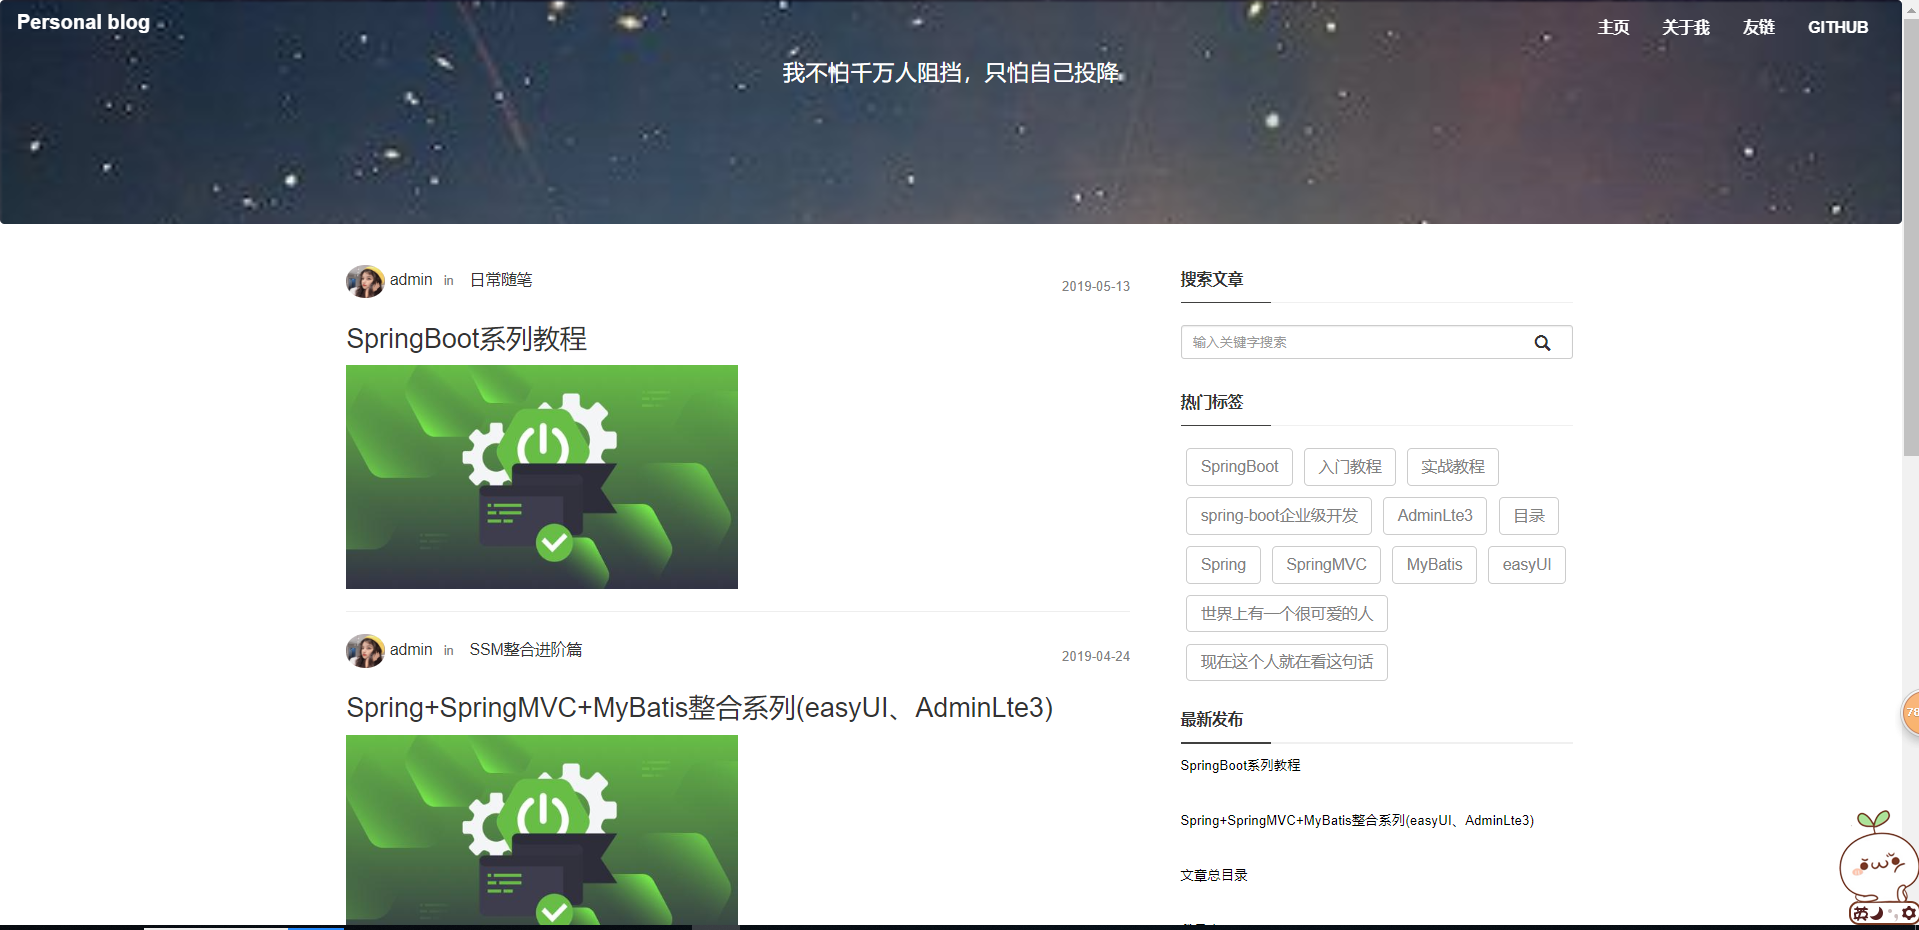 Personal blog
主页 关于我 友链 GITHUB
我不怕千万人阻挡，只怕自己投降。
admin in 日常随笔
2019-05-13
SpringBoot系列教程
admin in SSM整合进阶篇
2019-04-24
Spring+SpringMVC+MyBatis整合系列(easyUI、AdminLte3)
搜索文章
输入关键字搜索
热门标签
SpringBoot 入门教程 实战教程
spring-boot企业级开发 AdminLte3 目录
Spring SpringMVC MyBatis easyUI
世界上有一个很可爱的人
现在这个人就在看这句话
最新发布
SpringBoot系列教程
Spring+SpringMVC+MyBatis整合系列(easyUI、AdminLte3)
文章总目录
78
英